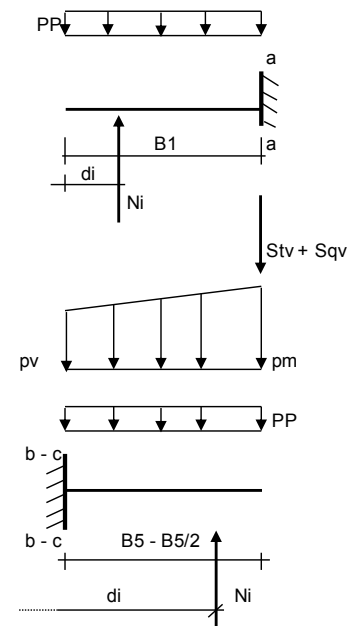 PP
a
B1
a
di
Ni
Stv + Sqv
pv
pm
PP
b - c
b - c
B5 - B5/2
di
Ni